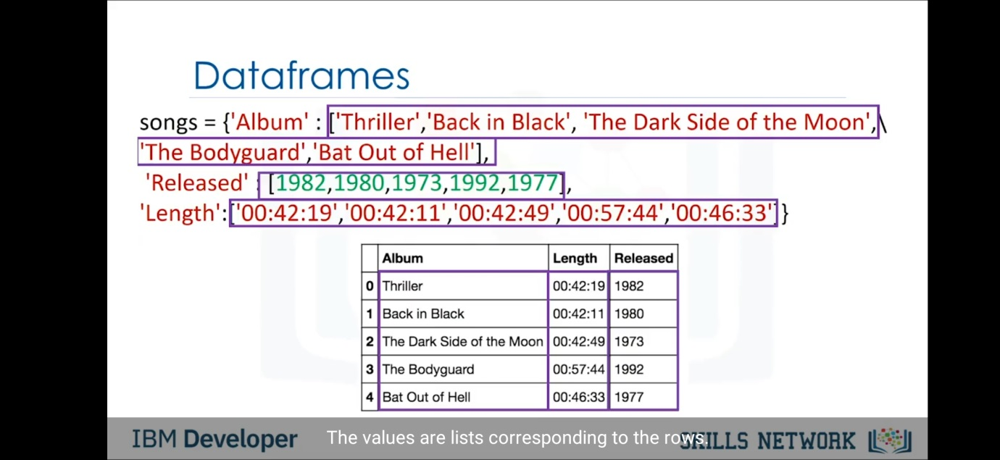 Dataframes
songs = {'Album' : ['Thriller','Back in Black', 'The Dark Side of the Moon',\
'The Bodyguard','Bat Out of Hell'],
'Released' : [1982,1980,1973,1992,1977],
'Length':['00:42:19','00:42:11','00:42:49','00:57:44','00:46:33']}
Album Length Released
0 Thriller 00:42:19 1982
1 Back in Black 00:42:11 1980
2 The Dark Side of the Moon 00:42:49 1973
3 The Bodyguard 00:57:44 1992
4 Bat Out of Hell 00:46:33 1977
IBM Developer
The values are lists corresponding to the rows.
SKILLS NETWORK